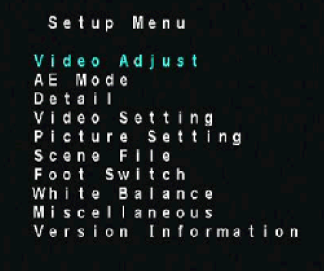 Setup Menu
Video Adjust
AE Mode
Detail
Video Setting
Picture Setting
Scene File
Foot Switch
White Balance
Miscellaneous
Version Information